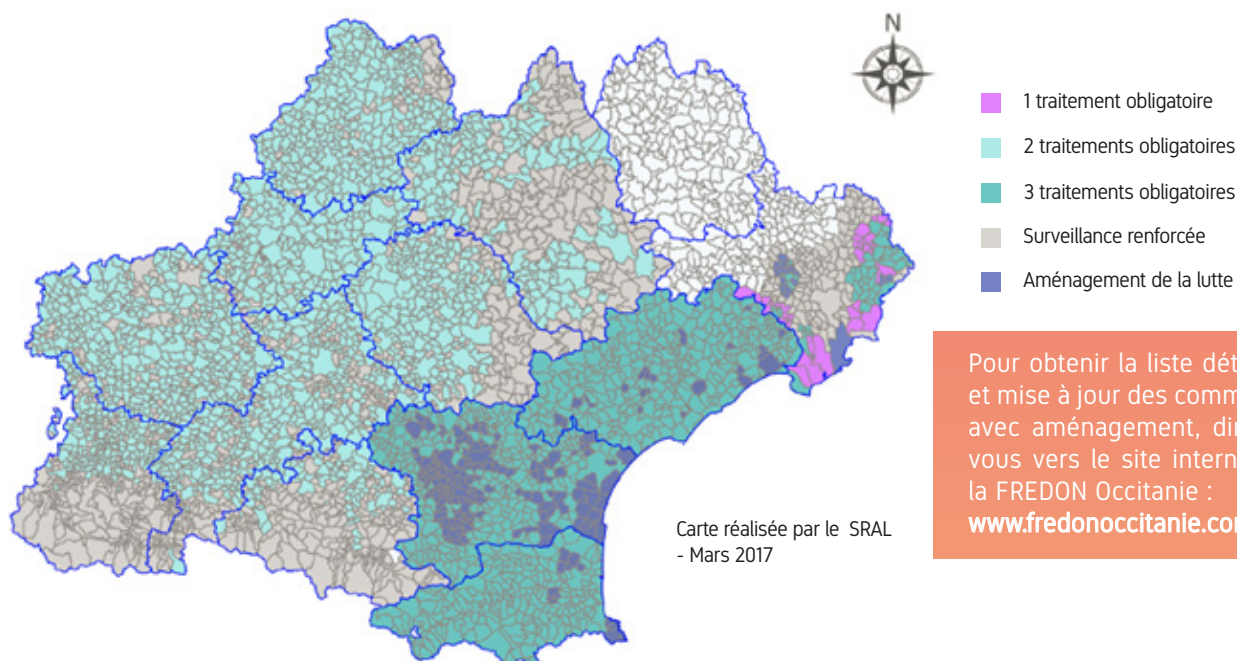 N
1 traitement obligatoire
2 traitements obligatoires
3 traitements obligatoires
Surveillance renforcée
Aménagement de la lutte
Pour obtenir la liste dét
et mise à jour des comm
avec aménagement, dir
vous vers le site intern
la FREDON Occitanie :
www.fredonoccitanie.co
Carte réalisée par le SRAL
- Mars 2017